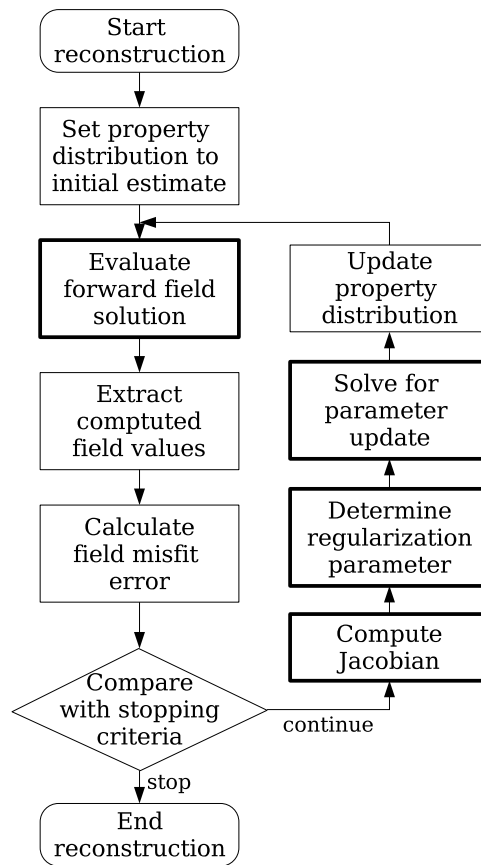 Start
reconstruction
Set property
distribution to
initial estimate
Evaluate
forward field
solution
Extract
comptuted
field values
Calculate
field misfit
error
Compare
with stopping
criteria
continue
stop
End
reconstruction
Compute
Jacobian
Determine
regularization
parameter
Solve for
parameter
update
Update
property
distribution